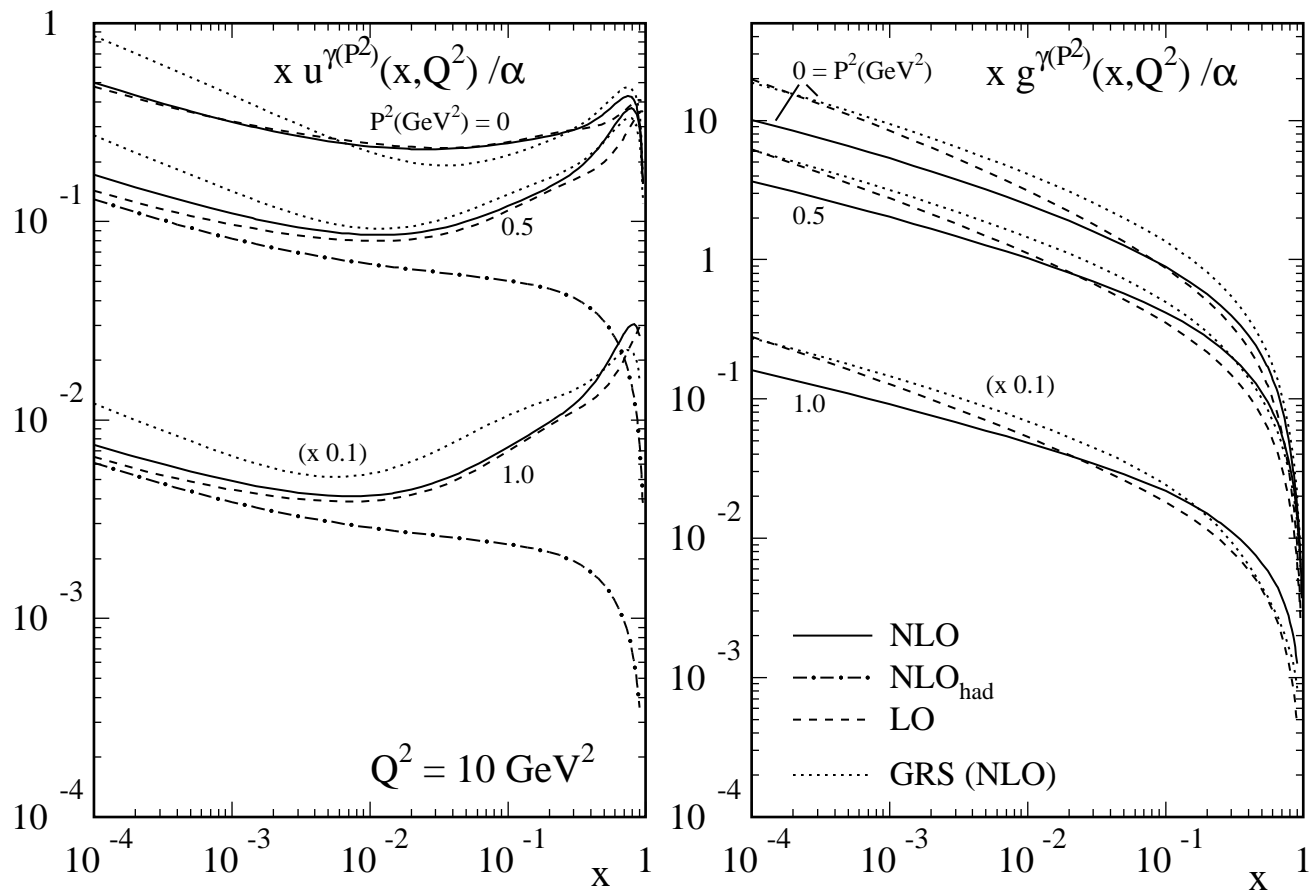 x u^γ(P^2)(x,Q^2) /α
P^2(GeV^2) = 0
0.5
(x 0.1)
1.0
Q^2 = 10 GeV^2
1
10^-1
10^-2
10^-3
10^-4
10^-4 10^-3 10^-2 10^-1 1
x
x g^γ(P^2)(x,Q^2) /α
0 = P^2(GeV^2)
0.5
(x 0.1)
1.0
NLO
NLO_had
LO
GRS (NLO)
10
1
10^-1
10^-2
10^-3
10^-4
10^-4 10^-3 10^-2 10^-1 1
x